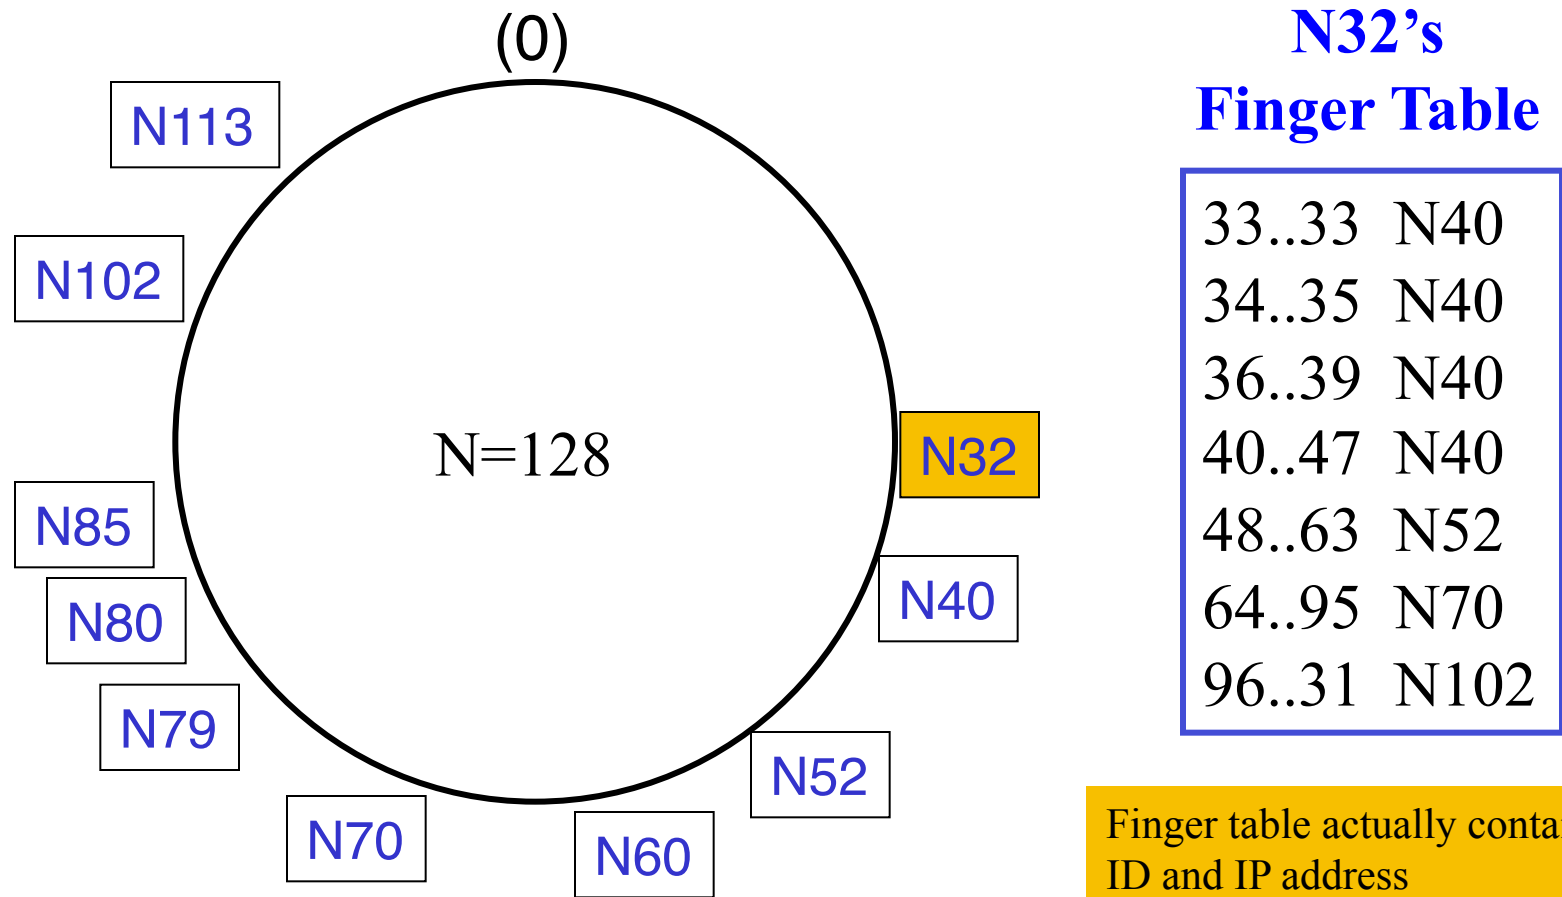 (0)
N113
N102
N=128
N32
N85
N40
N80
N79
N52
N70
N60
N32’s
Finger Table
33..33 N40
34..35 N40
36..39 N40
40..47 N40
48..63 N52
64..95 N70
96..31 N102
Finger table actually
ID and IP address